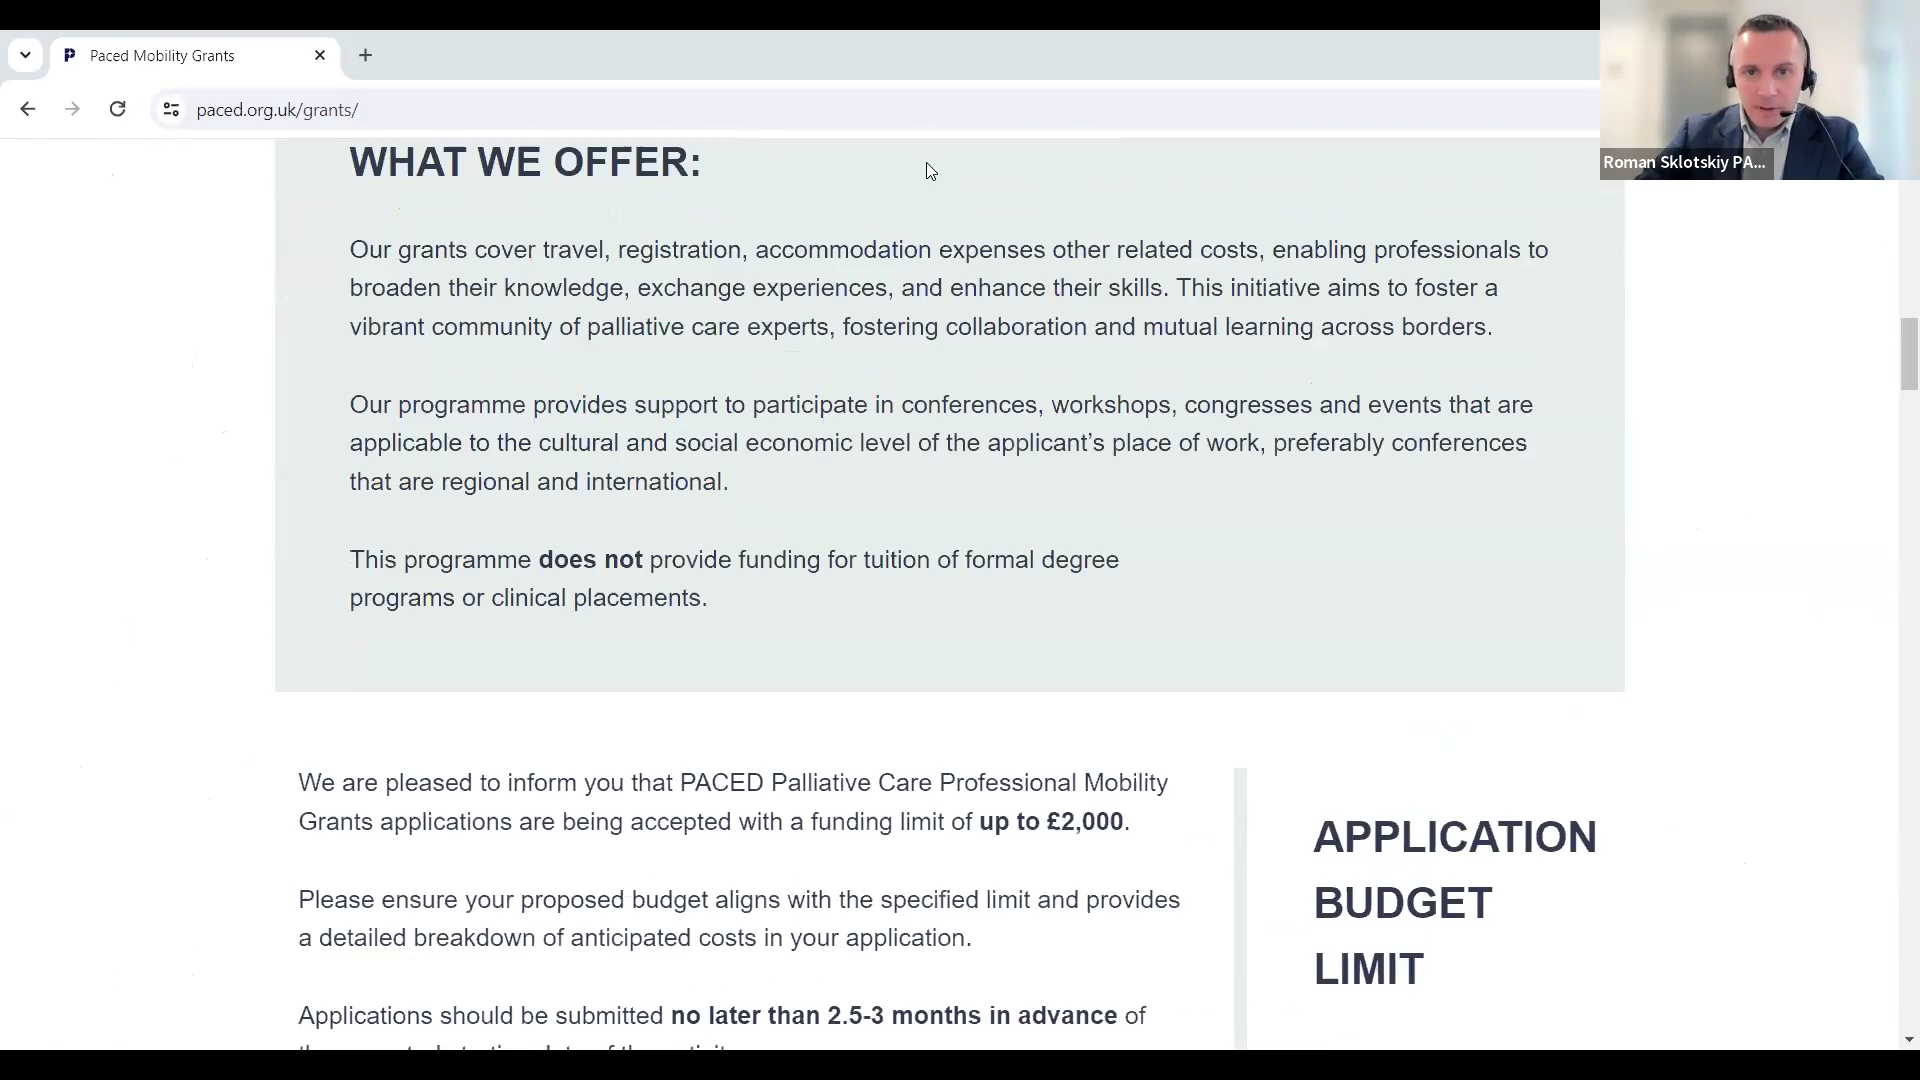 Paced Mobility Grants
paced.org.uk/grants/
Roman Sklotskiy PA...
WHAT WE OFFER:
Our grants cover travel, registration, accommodation expenses other related costs, enabling professionals to
broaden their knowledge, exchange experiences, and enhance their skills. This initiative aims to foster a
vibrant community of palliative care experts, fostering collaboration and mutual learning across borders.
Our programme provides support to participate in conferences, workshops, congresses and events that are
applicable to the cultural and social economic level of the applicant’s place of work, preferably conferences
that are regional and international.
This programme does not provide funding for tuition of formal degree
programs or clinical placements.
We are pleased to inform you that PACED Palliative Care Professional Mobility
Grants applications are being accepted with a funding limit of up to £2,000.
Please ensure your proposed budget aligns with the specified limit and provides
a detailed breakdown of anticipated costs in your application.
Applications should be submitted no later than 2.5-3 months in advance of
APPLICATION
BUDGET
LIMIT